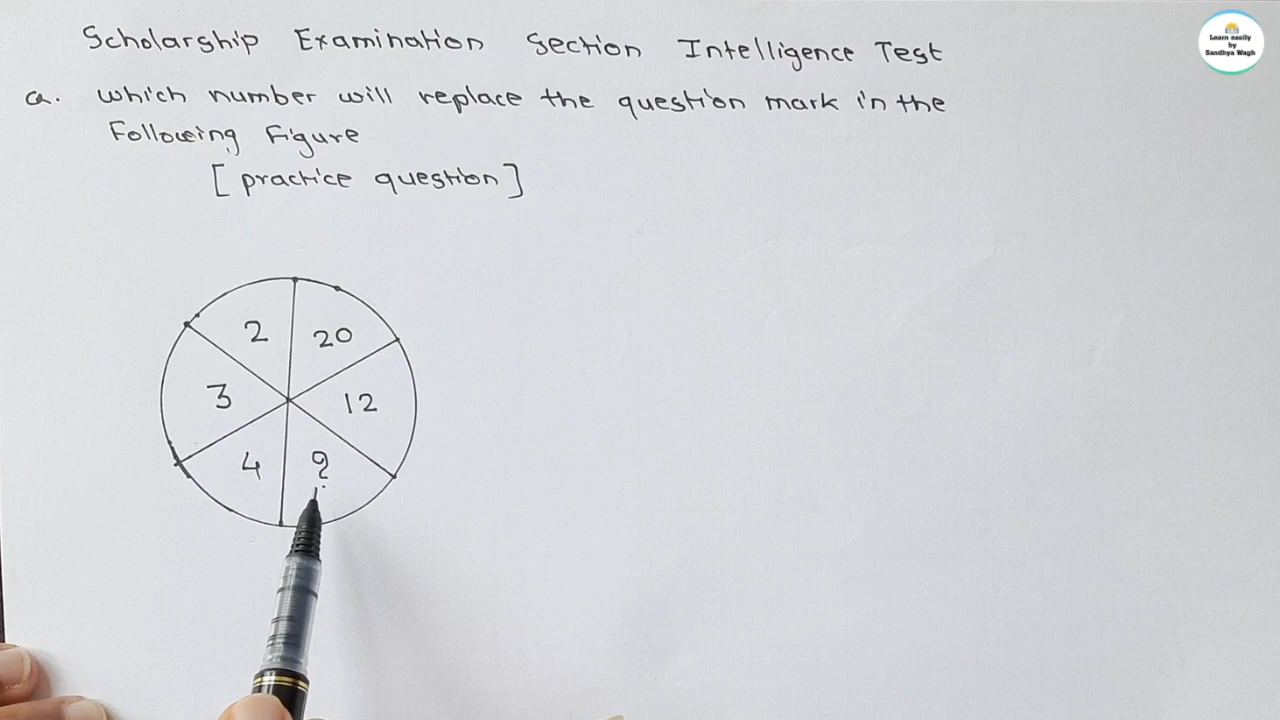 Scholarship Examination Section Intelligence Test
Q. which number will replace the question mark in the
Following Figure
[practice question]
2 20
3 12
4 ?
Learn easily
by
Sandhya Wagh